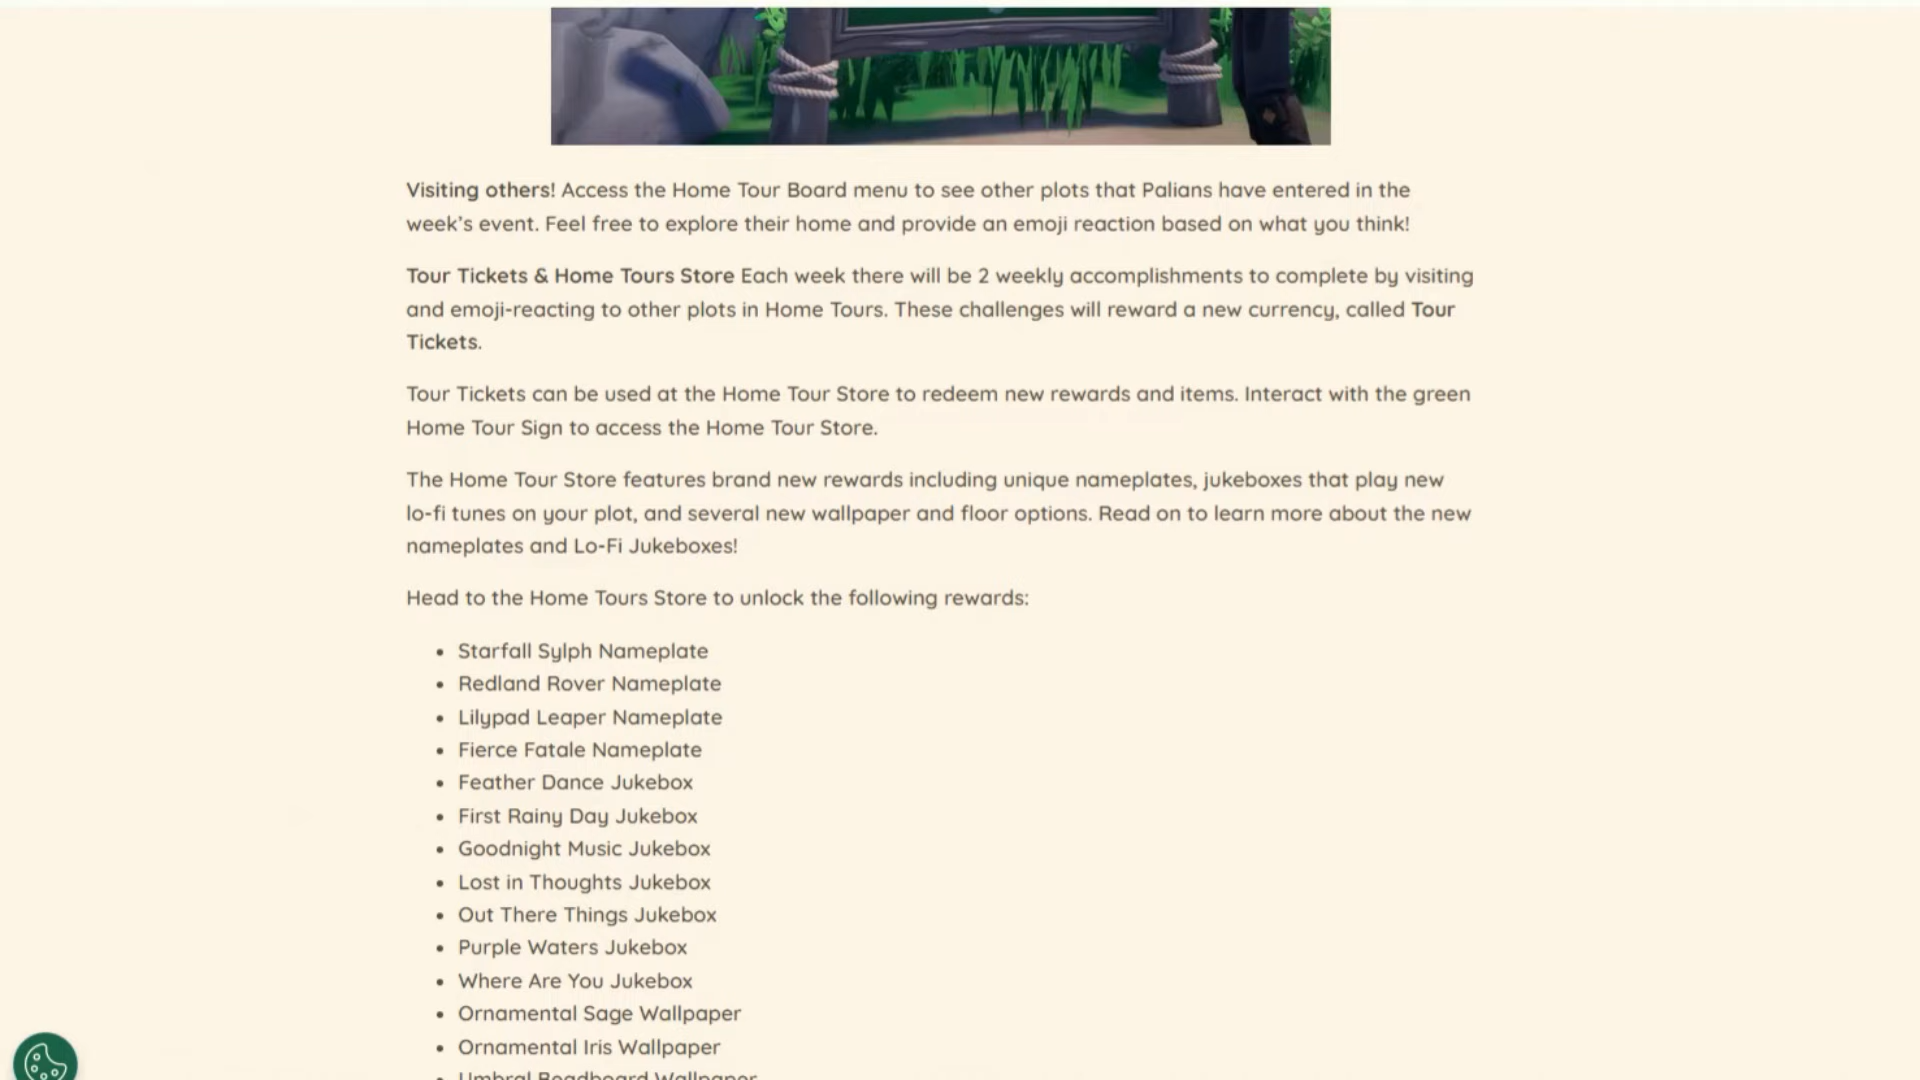 Visiting others! Access the Home Tour Board menu to see other plots that Palians have entered in the
week’s event. Feel free to explore their home and provide an emoji reaction based on what you think!
Tour Tickets & Home Tours Store Each week there will be 2 weekly accomplishments to complete by visiting
and emoji-reacting to other plots in Home Tours. These challenges will reward a new currency, called Tour
Tickets.
Tour Tickets can be used at the Home Tour Store to redeem new rewards and items. Interact with the green
Home Tour Sign to access the Home Tour Store.
The Home Tour Store features brand new rewards including unique nameplates, jukeboxes that play new
lo-fi tunes on your plot, and several new wallpaper and floor options. Read on to learn more about the new
nameplates and Lo-Fi Jukeboxes!
Head to the Home Tours Store to unlock the following rewards:
• Starfall Sylph Nameplate
• Redland Rover Nameplate
• Lilypad Leaper Nameplate
• Fierce Fatale Nameplate
• Feather Dance Jukebox
• First Rainy Day Jukebox
• Goodnight Music Jukebox
• Lost in Thoughts Jukebox
• Out There Things Jukebox
• Purple Waters Jukebox
• Where Are You Jukebox
• Ornamental Sage Wallpaper
• Ornamental Iris Wallpaper
• Umbral Beadboard Wallpaper